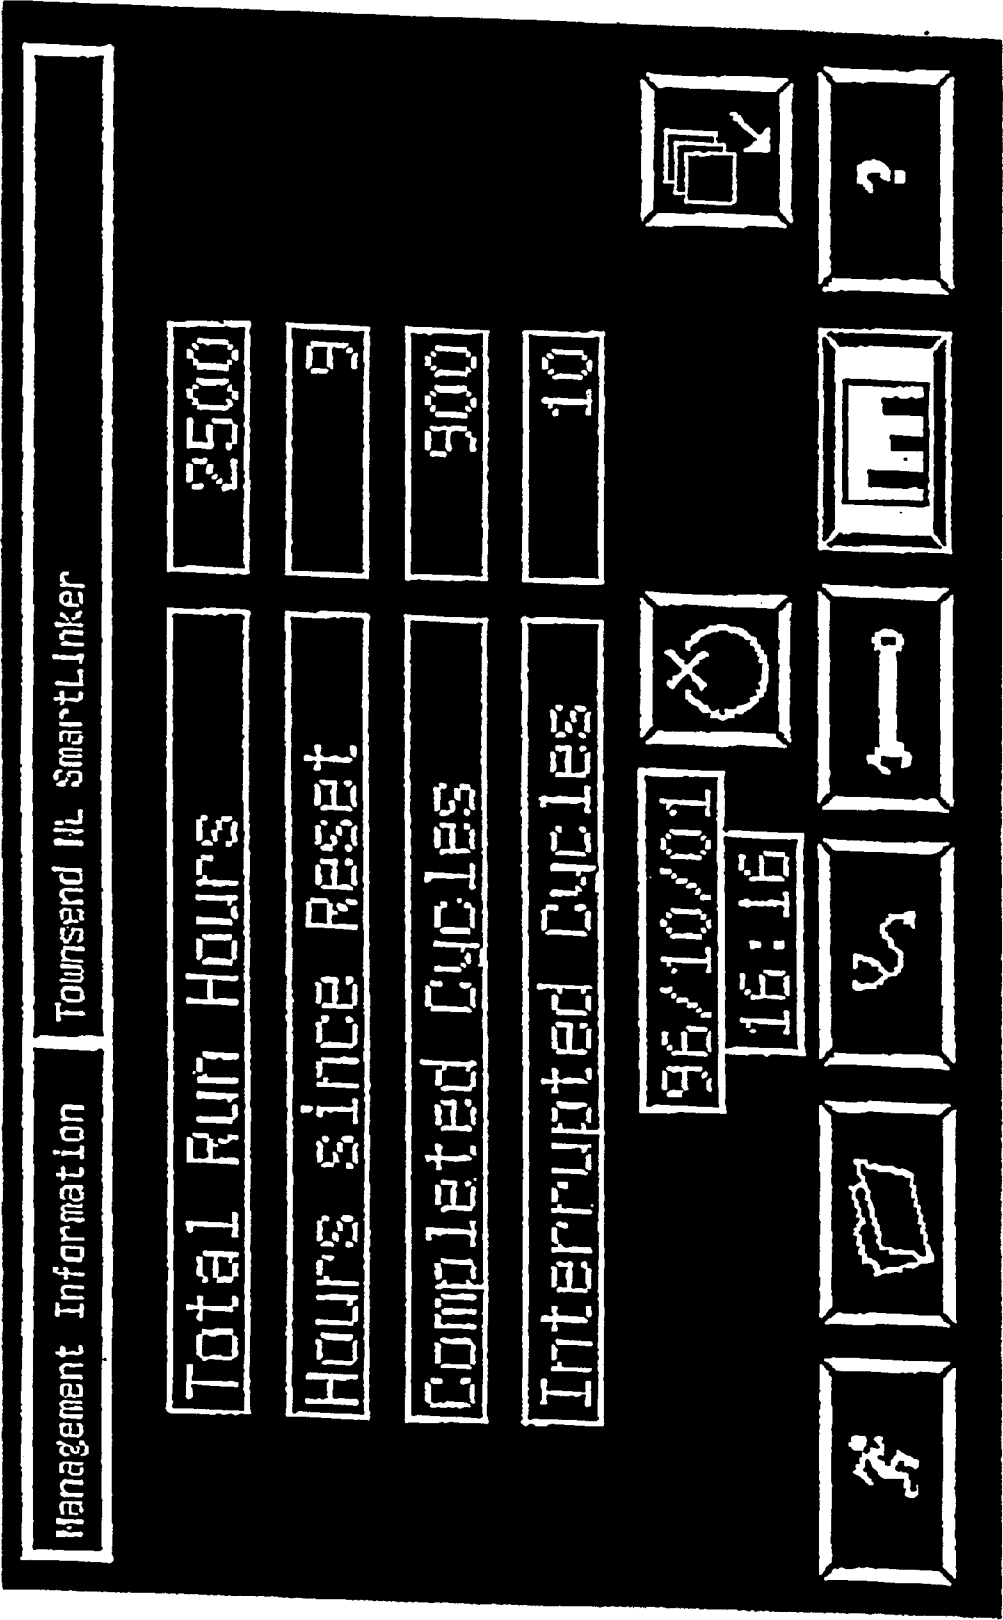 Management Information
Townsend NL SmartLinker
Total Run Hours 2500
Hours since Reset 9
Completed Cycles 900
Interrupted Cycles 10
96/10/01
16:16
?